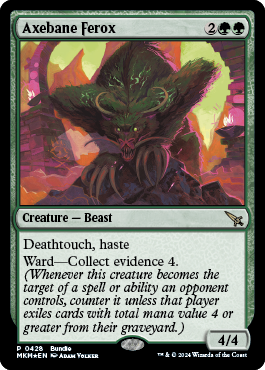 Axebane Ferox 2
Creature — Beast
Deathtouch, haste
Ward—Collect evidence 4.
(Whenever this creature becomes the
target of a spell or ability an opponent
controls, counter it unless that player
exiles cards with total mana value 4 or
greater from their graveyard.)
4/4
P 0428 Bundle
MKM★EN Adam Volker
™ & © 2024 Wizards of the Coast